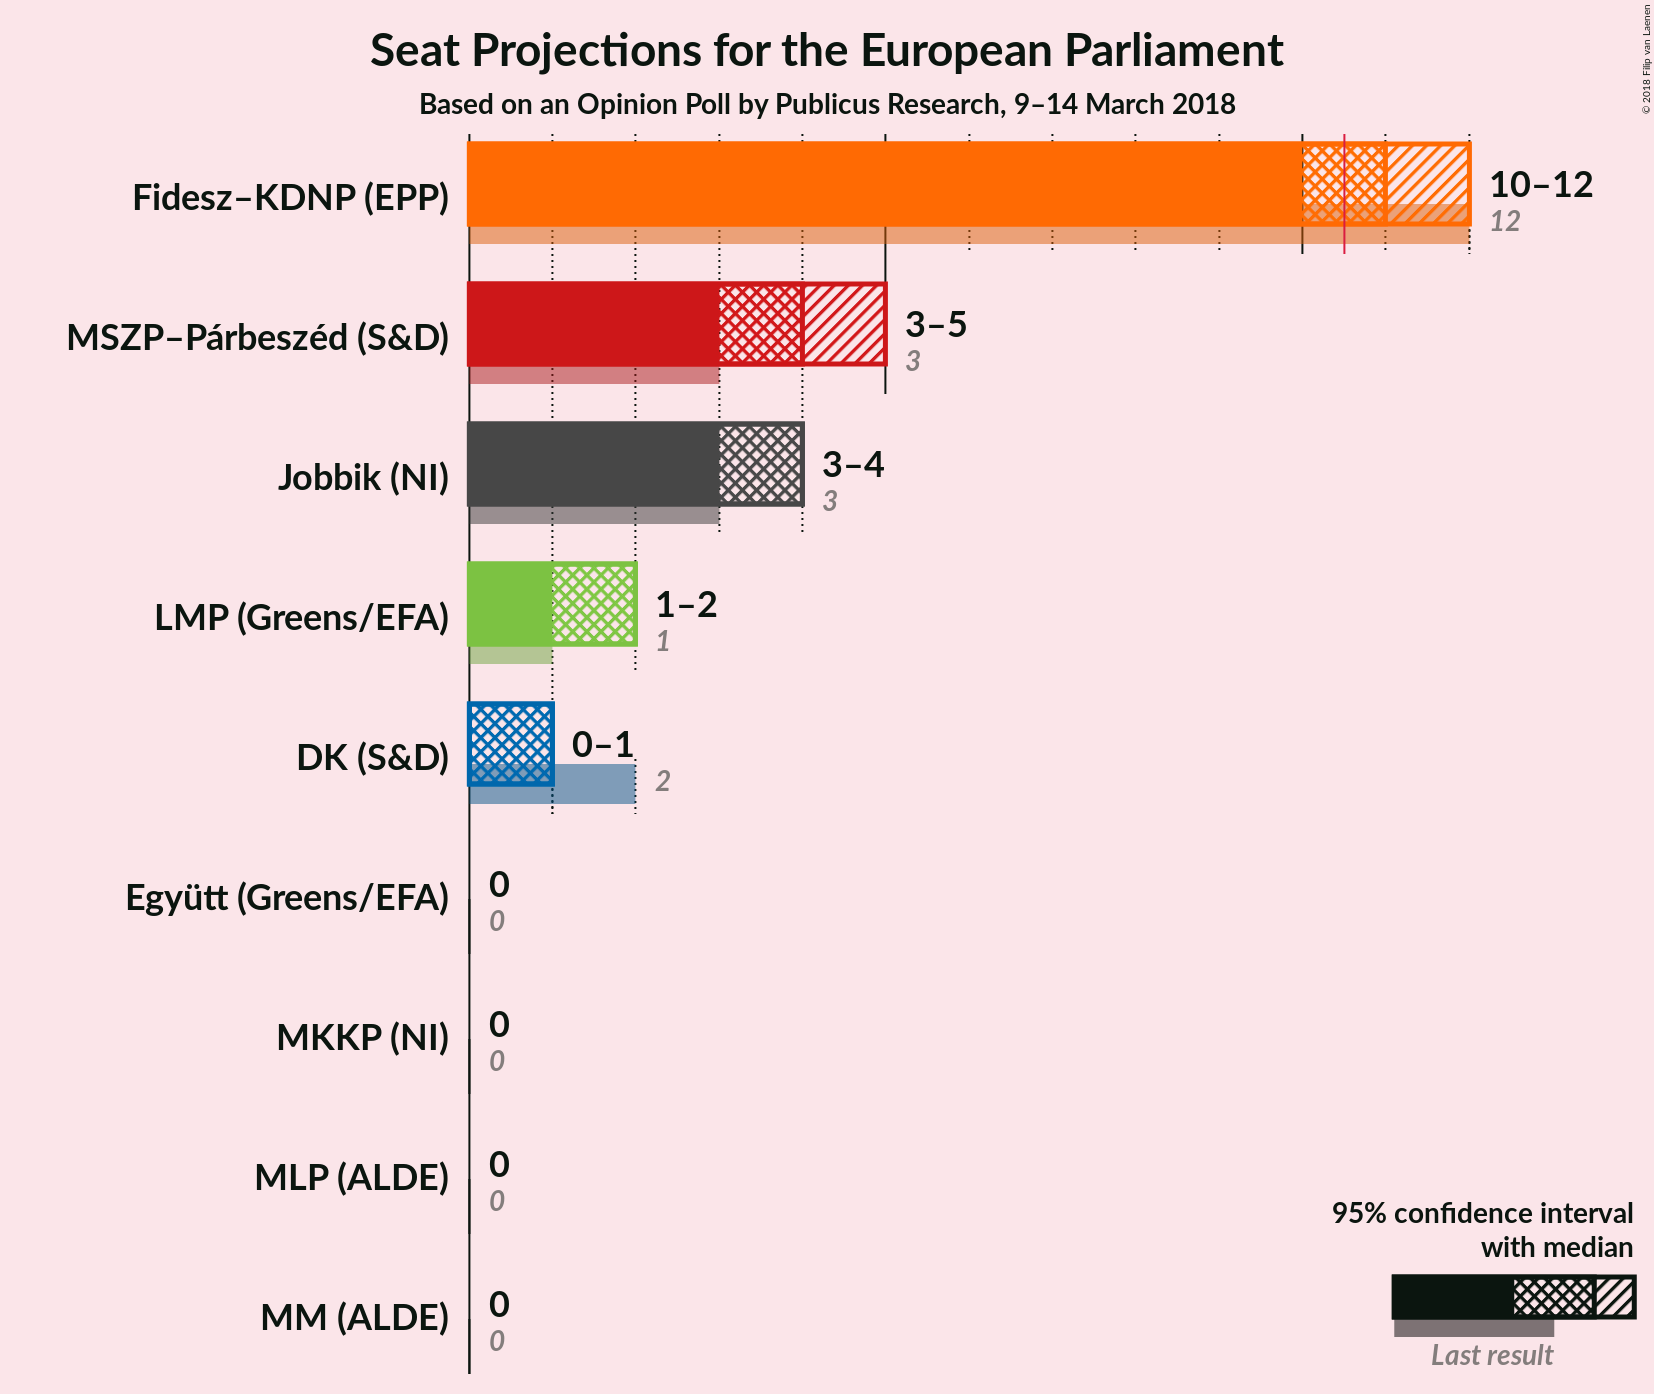 Seat Projections for the European Parliament
Based on an Opinion Poll by Publicus Research, 9–14 March 2018
© 2018 Filip van Laenen
Fidesz–KDNP (EPP)
10–12
12
MSZP–Párbeszéd (S&D)
3–5
3
Jobbik (NI)
3–4
3
LMP (Greens/EFA)
1–2
1
DK (S&D)
0–1
2
Együtt (Greens/EFA)
0
0
MKKP (NI)
0
0
MLP (ALDE)
0
0
MM (ALDE)
0
0
95% confidence interval
with median
Last result